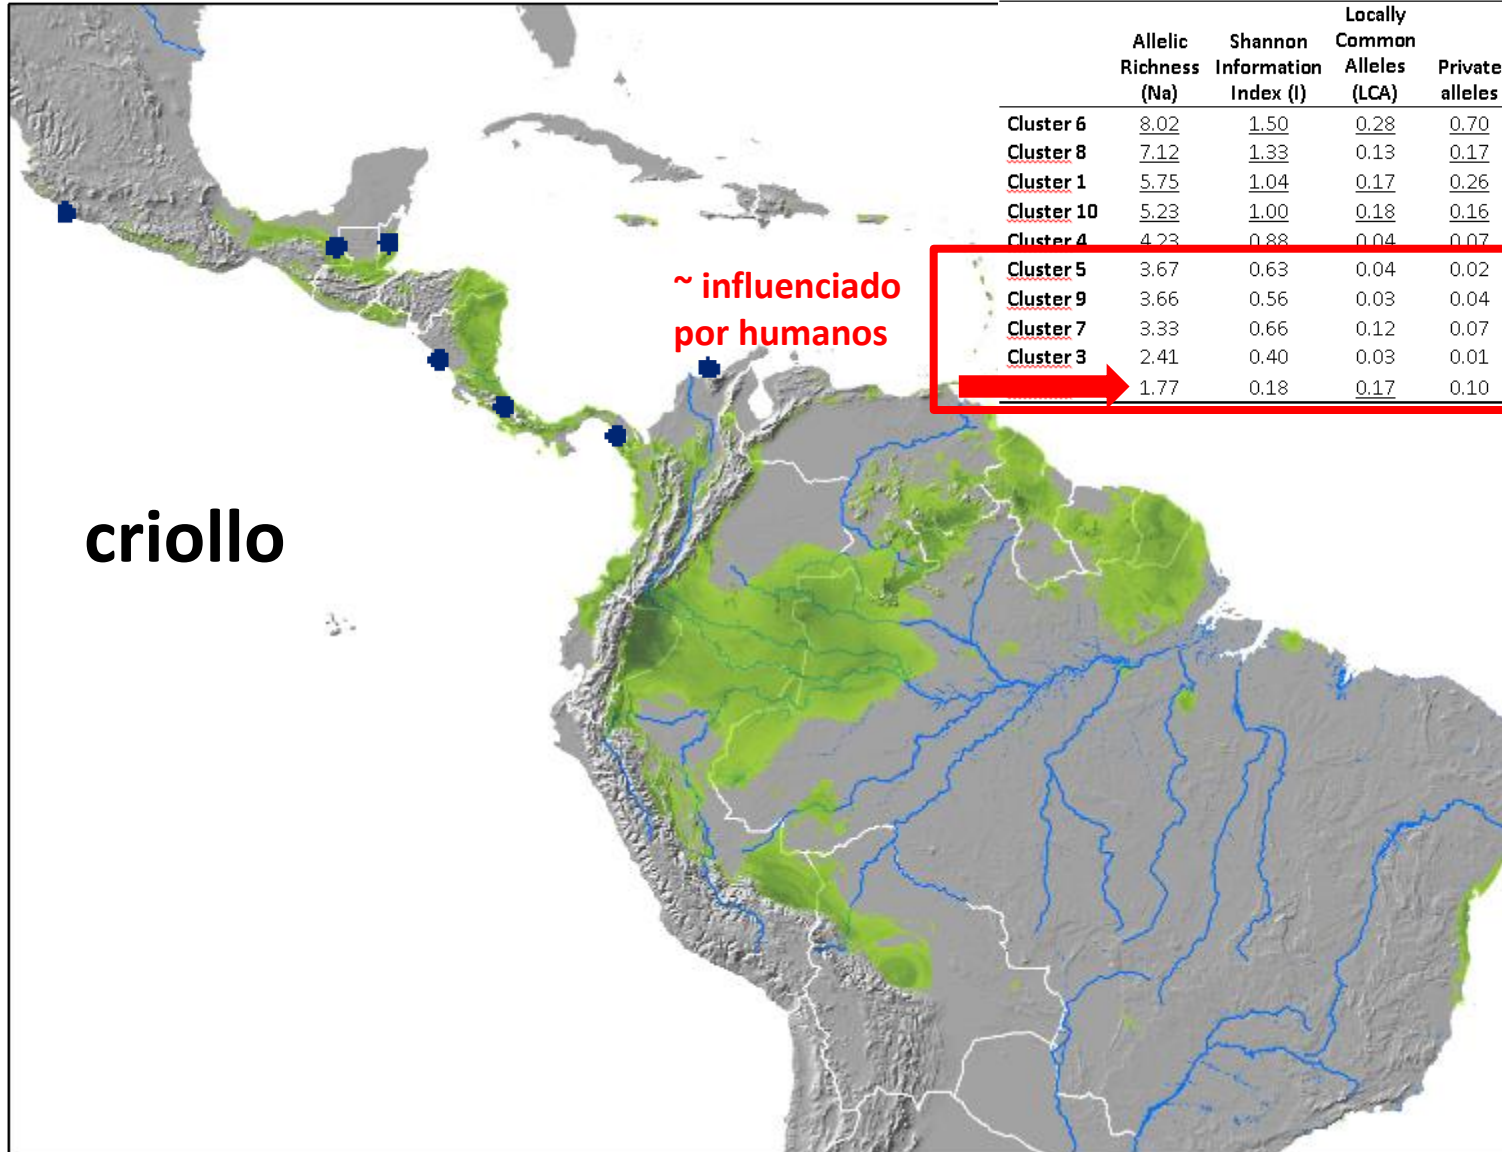 Locally
Allelic Shannon Common
Richness Information Alleles Private
(Na) Index (I) (LCA) alleles
Cluster 6 8.02 1.50 0.28 0.70
Cluster 8 7.12 1.33 0.13 0.17
Cluster 1 5.75 1.04 0.17 0.26
Cluster 10 5.23 1.00 0.18 0.16
Cluster 4 4.23 0.88 0.04 0.07
Cluster 5 3.67 0.63 0.04 0.02
Cluster 9 3.66 0.56 0.03 0.04
Cluster 7 3.33 0.66 0.12 0.07
Cluster 3 2.41 0.40 0.03 0.01
1.77 0.18 0.17 0.10
~ influenciado
por humanos
criollo